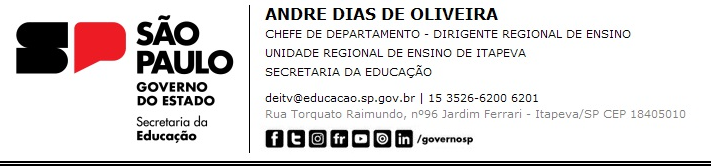 SÃO
PAULO
GOVERNO
DO ESTADO
Secretaria da
Educação
ANDRE DIAS DE OLIVEIRA
CHEFE DE DEPARTAMENTO - DIRIGENTE REGIONAL DE ENSINO
UNIDADE REGIONAL DE ENSINO DE ITAPEVA
SECRETARIA DA EDUCAÇÃO
deitv@educacao.sp.gov.br | 15 3526-6200 6201
Rua Torquato Raimundo, nº96 Jardim Ferrari - Itapeva/SP CEP 18405010
/governosp